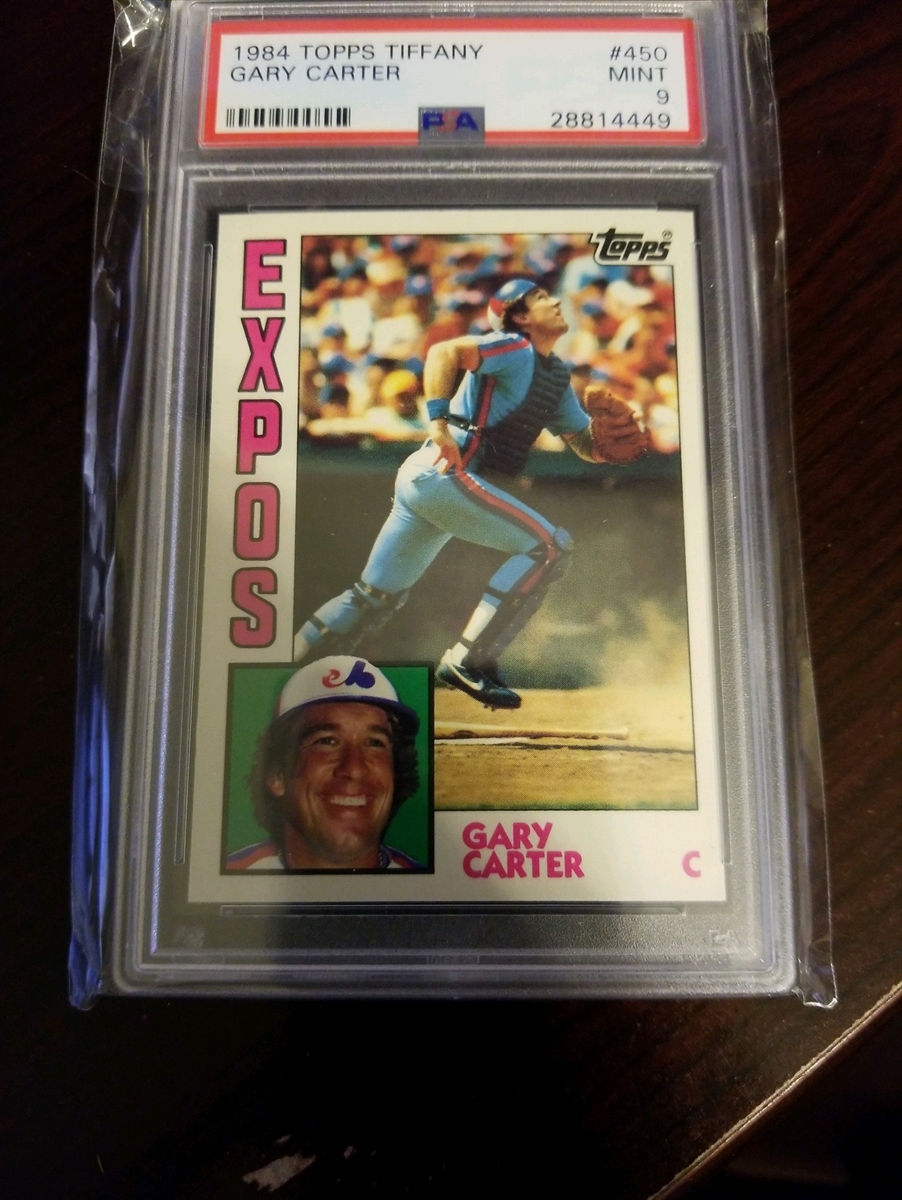 1984 TOPPS TIFFANY #450
GARY CARTER MINT
9
PSA 28814449
topps
EXPOS
GARY
CARTER C